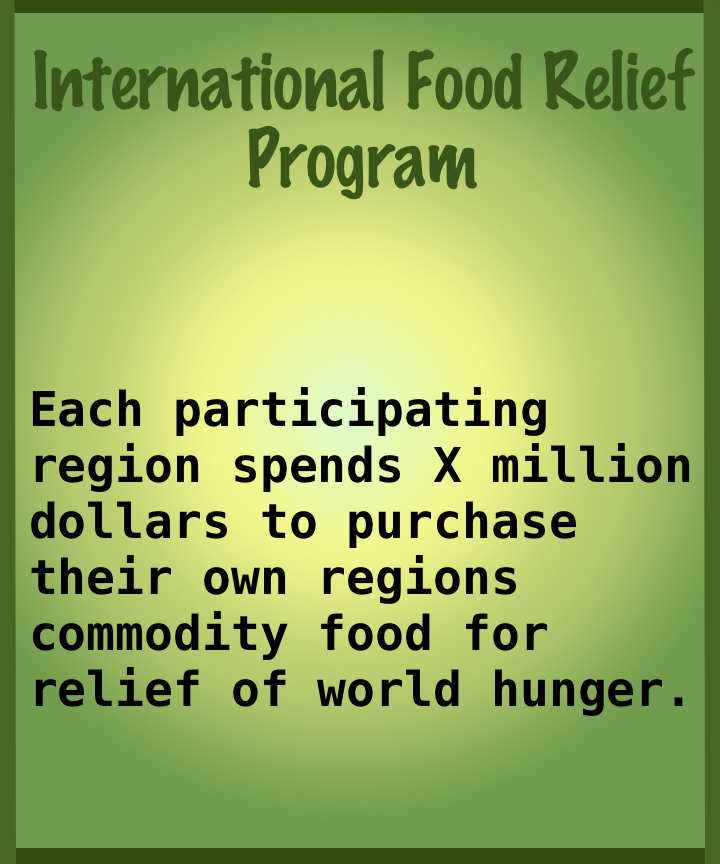 International Food Relief
Program
Each participating
region spends X million
dollars to purchase
their own regions
commodity food for
relief of world hunger.